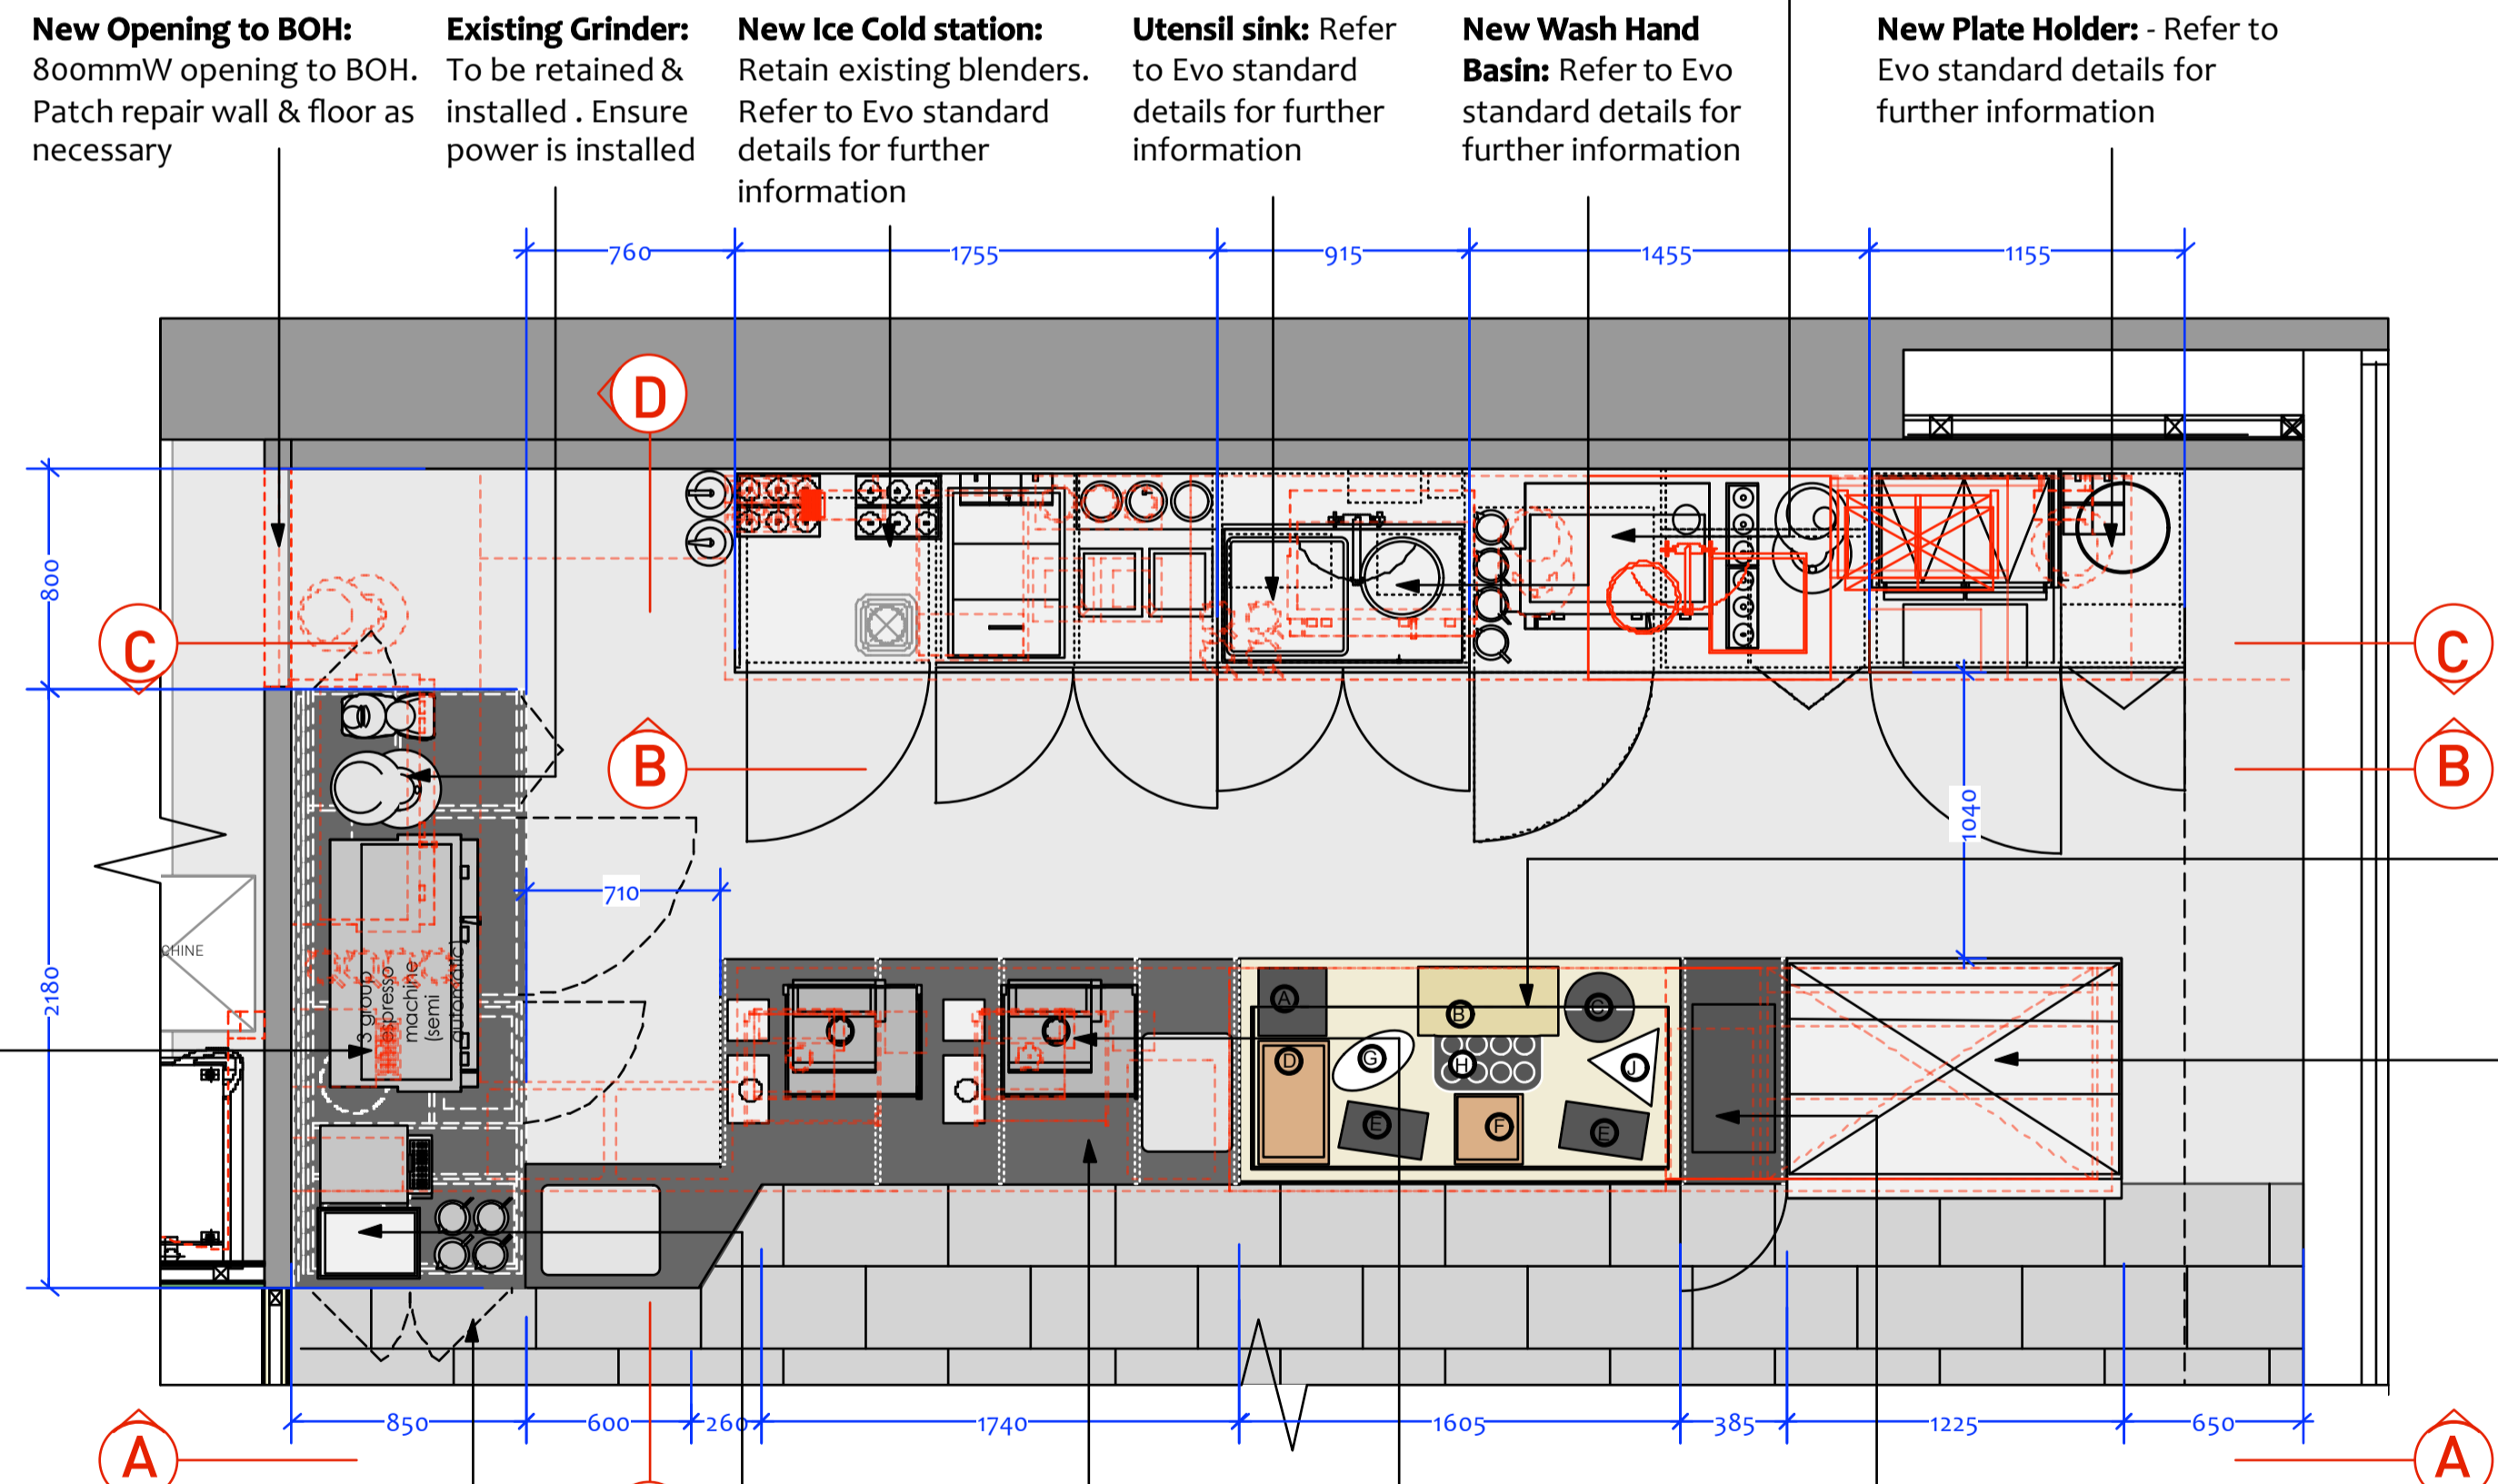 New Opening to BOH:
800mmW opening to BOH.
Patch repair wall & floor as
necessary
Existing Grinder:
To be retained &
installed . Ensure
power is installed
New Ice Cold station:
Retain existing blenders.
Refer to Evo standard
details for further
information
Utensil sink: Refer
to Evo standard
details for further
information
New Wash Hand
Basin: Refer to Evo
standard details for
further information
New Plate Holder: - Refer to
Evo standard details for
further information
760
1755
915
1455
1155
D
800
C
C
B
B
1040
710
2180
CHINE
3 group
espresso
machine
(semi
automatic)
A
B
C
D
G
H
J
E
F
E
850
600
260
1740
1605
385
1225
650
A
A